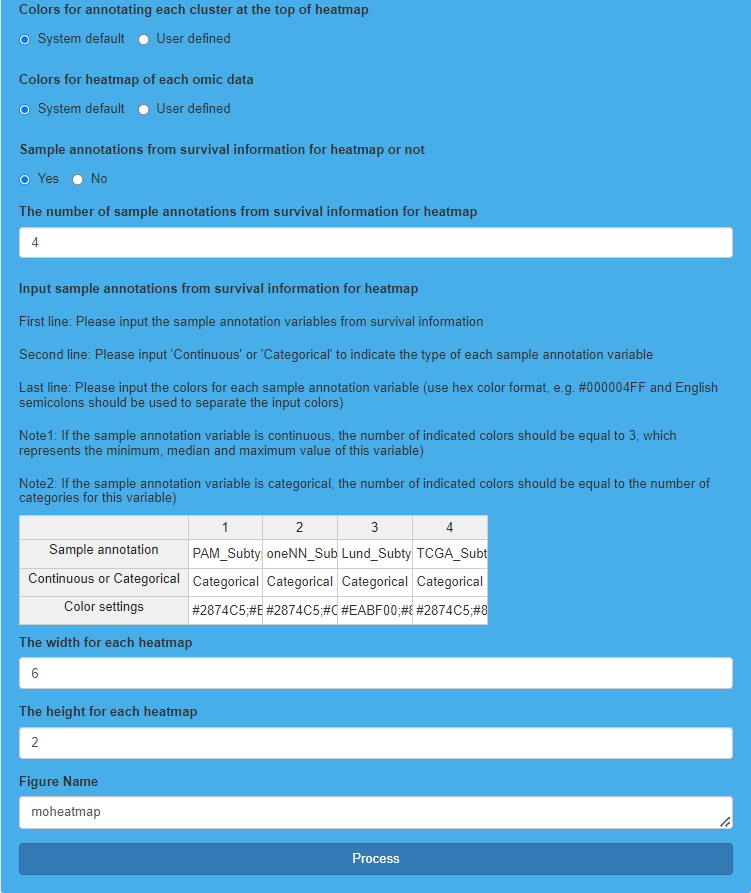 Colors for annotating each cluster at the top of heatmap
System default User defined
Colors for heatmap of each omic data
System default User defined
Sample annotations from survival information for heatmap or not
Yes No
The number of sample annotations from survival information for heatmap
4
Input sample annotations from survival information for heatmap
First line: Please input the sample annotation variables from survival information
Second line: Please input 'Continuous' or 'Categorical' to indicate the type of each sample annotation variable
Last line: Please input the colors for each sample annotation variable (use hex color format, e.g. #000004FF and English
semicolons should be used to separate the input colors)
Note1: If the sample annotation variable is continuous, the number of indicated colors should be equal to 3, which
represents the minimum, median and maximum value of this variable)
Note2: If the sample annotation variable is categorical, the number of indicated colors should be equal to the number of
categories for this variable)
1 2 3 4
Sample annotation PAM_Subty oneNN_Sub Lund_Subty TCGA_Subt
Continuous or Categorical Categorical Categorical Categorical Categorical
Color settings #2874C5;#E #2874C5;#C #EABF00;#8 #2874C5;#8
The width for each heatmap
6
The height for each heatmap
2
Figure Name
moheatmap
Process